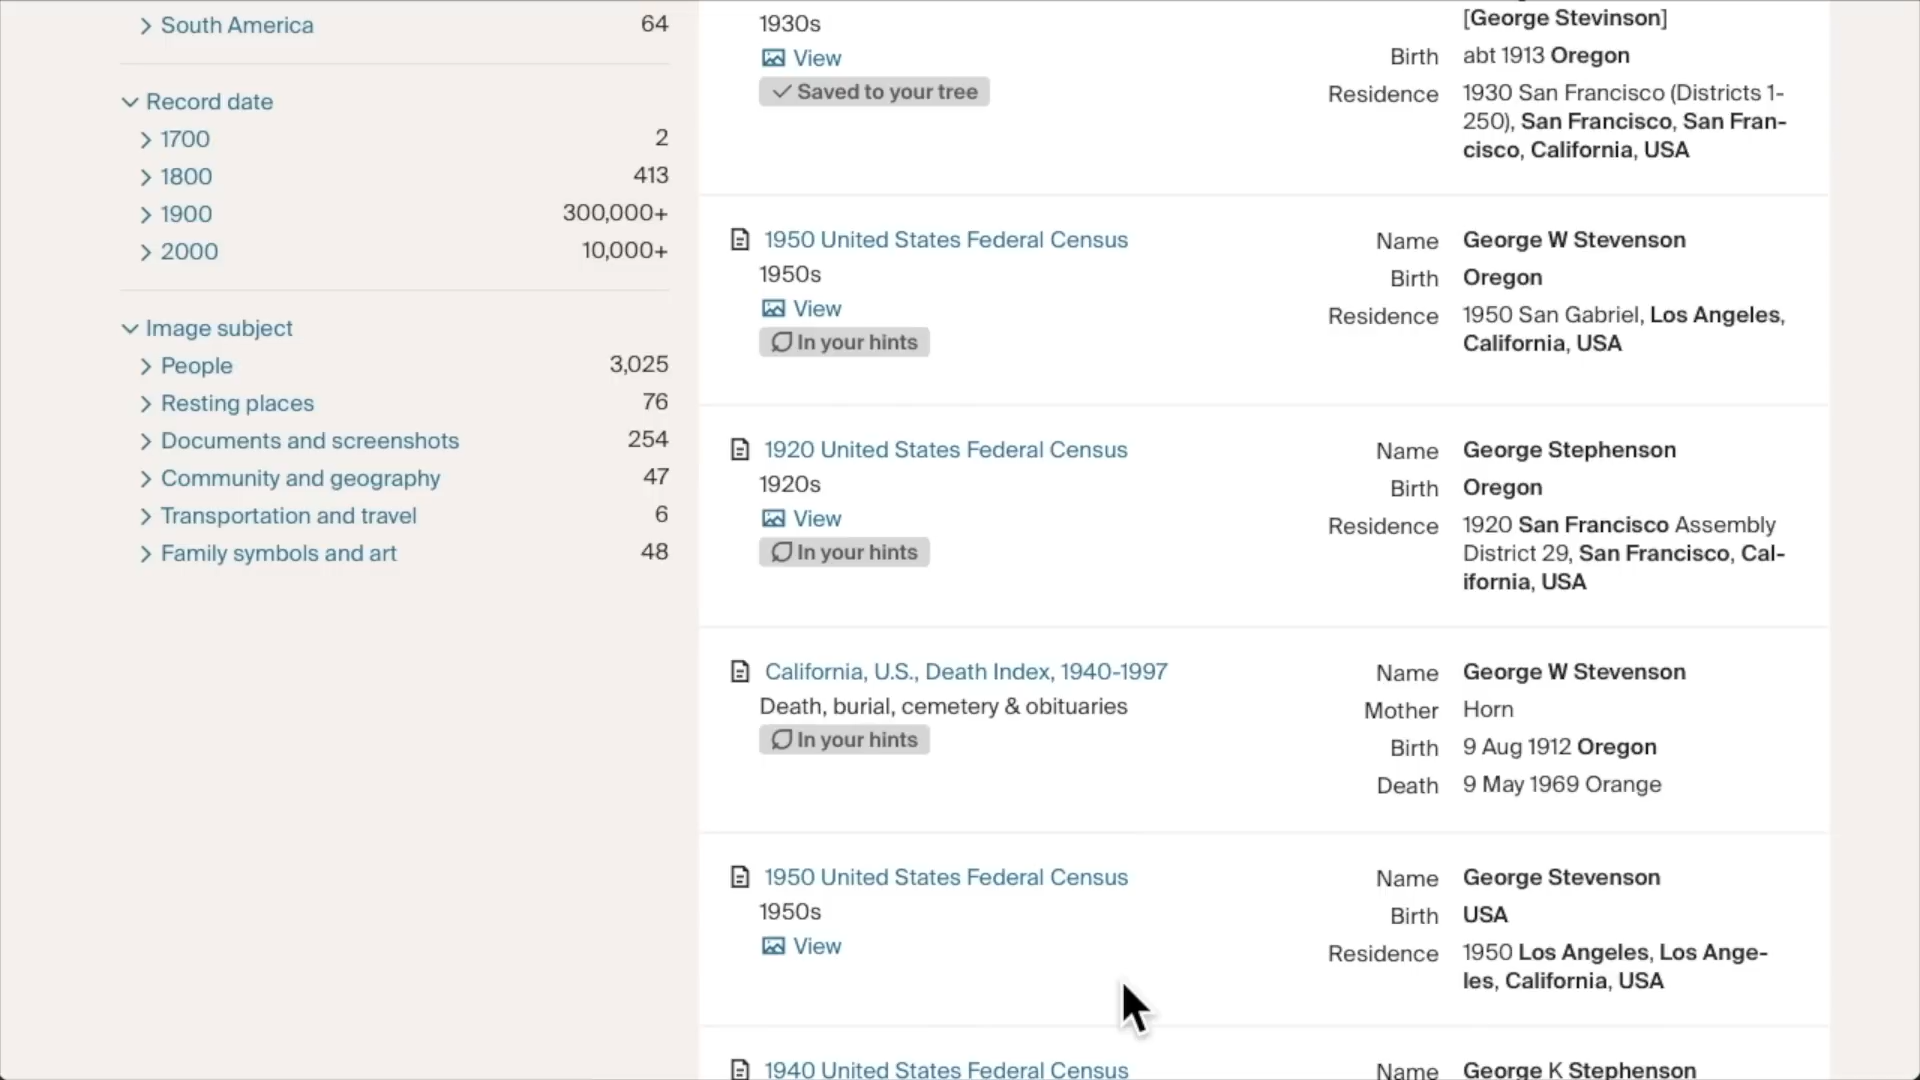 South America 64
Record date
1700 2
1800 413
1900 300,000+
2000 10,000+
Image subject
People 3,025
Resting places 76
Documents and screenshots 254
Community and geography 47
Transportation and travel 6
Family symbols and art 48
1930s
View
Saved to your tree
[George Stevinson]
Birth abt 1913 Oregon
Residence 1930 San Francisco (Districts 1-
250), San Francisco, San Fran-
cisco, California, USA
1950 United States Federal Census
1950s
View
In your hints
Name George W Stevenson
Birth Oregon
Residence 1950 San Gabriel, Los Angeles,
California, USA
1920 United States Federal Census
1920s
View
In your hints
Name George Stephenson
Birth Oregon
Residence 1920 San Francisco Assembly
District 29, San Francisco, Cal-
ifornia, USA
California, U.S., Death Index, 1940-1997
Death, burial, cemetery & obituaries
In your hints
Name George W Stevenson
Mother Horn
Birth 9 Aug 1912 Oregon
Death 9 May 1969 Orange
1950 United States Federal Census
1950s
View
Name George Stevenson
Birth USA
Residence 1950 Los Angeles, Los Ange-
les, California, USA
1940 United States Federal Census
Name George K Stephenson